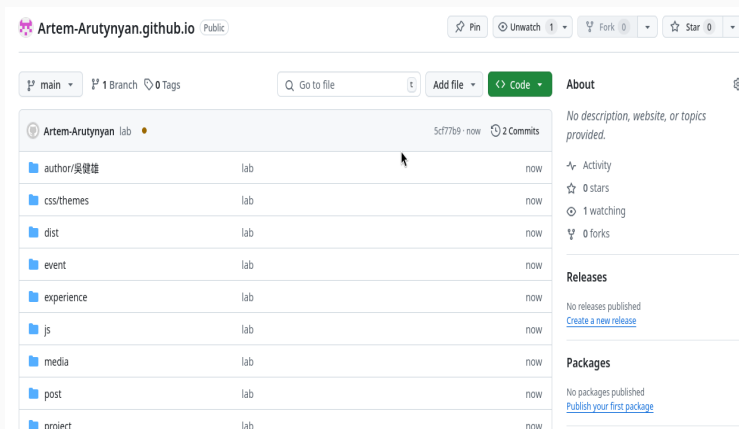 Artem-Arutynyan.github.io Public
Pin Unwatch 1 Fork 0 Star 0
main 1 Branch 0 Tags Go to file t Add file Code
About
No description, website, or topics provided.
Artem-Arutynyan lab 5cf77b9 · now 2 Commits
author/吳健雄 lab now
css/themes lab now
dist lab now
event lab now
experience lab now
js lab now
media lab now
post lab now
project lab now
Activity
0 stars
1 watching
0 forks
Releases
No releases published
Create a new release
Packages
No packages published
Publish your first package